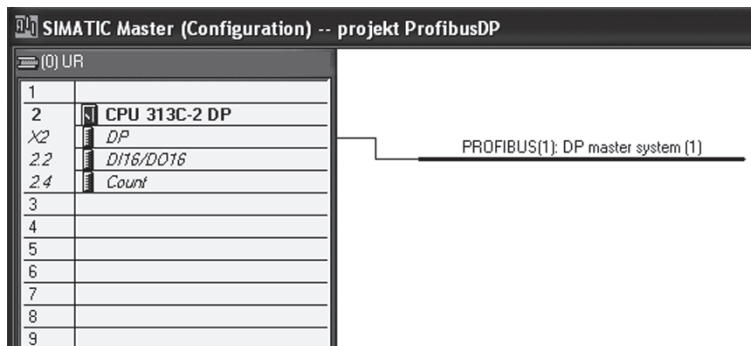 SIMATIC Master (Configuration) -- projekt ProfibusDP
(0) UR
1
2 CPU 313C-2 DP
X2 DP
2.2 DI16/DO16
2.4 Count
3
4
5
6
7
8
9
PROFIBUS(1): DP master system (1)